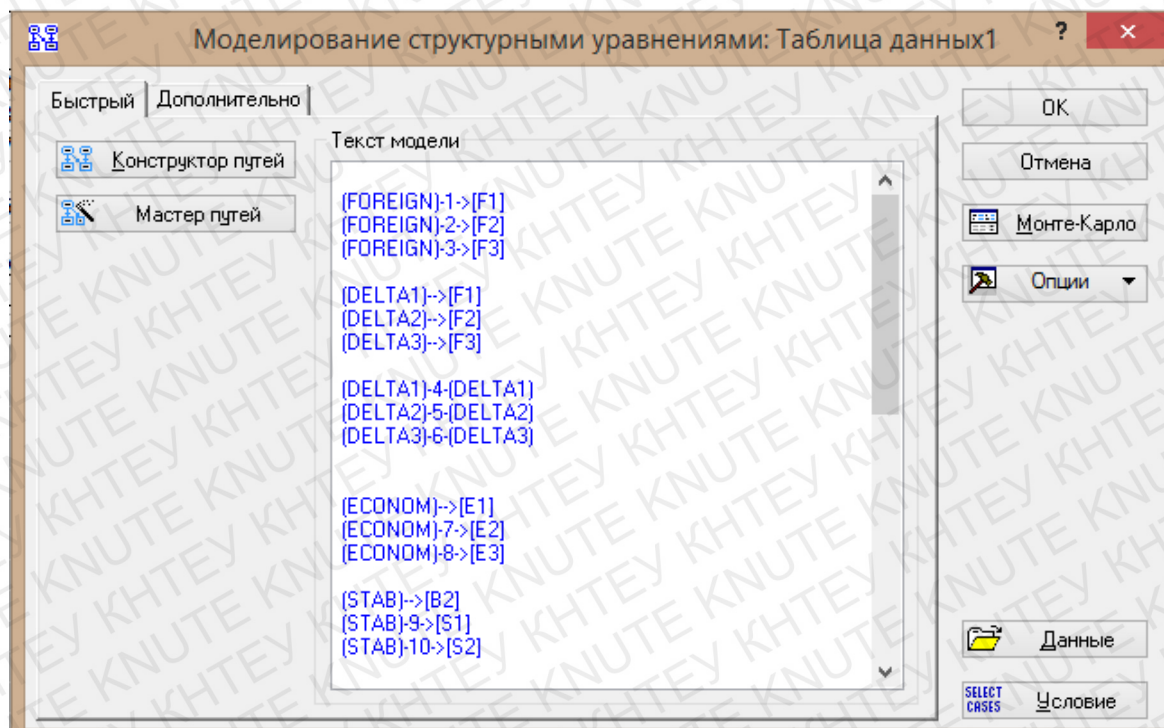 Моделирование структурными уравнениями: Таблица данных1
?
×
Быстрый
Дополнительно
Конструктор путей
Мастер путей
Текст модели
(FOREIGN)-1->[F1]
(FOREIGN)-2->[F2]
(FOREIGN)-3->[F3]
(DELTA1)-->[F1]
(DELTA2)-->[F2]
(DELTA3)-->[F3]
(DELTA1)-4-(DELTA1)
(DELTA2)-5-(DELTA2)
(DELTA3)-6-(DELTA3)
(ECONOM)-->[E1]
(ECONOM)-7->[E2]
(ECONOM)-8->[E3]
(STAB)-->[B2]
(STAB)-9->[S1]
(STAB)-10->[S2]
OK
Отмена
Монте-Карло
Опции
Данные
SELECT
CASES
Условие
КНТЕУ KNUTE